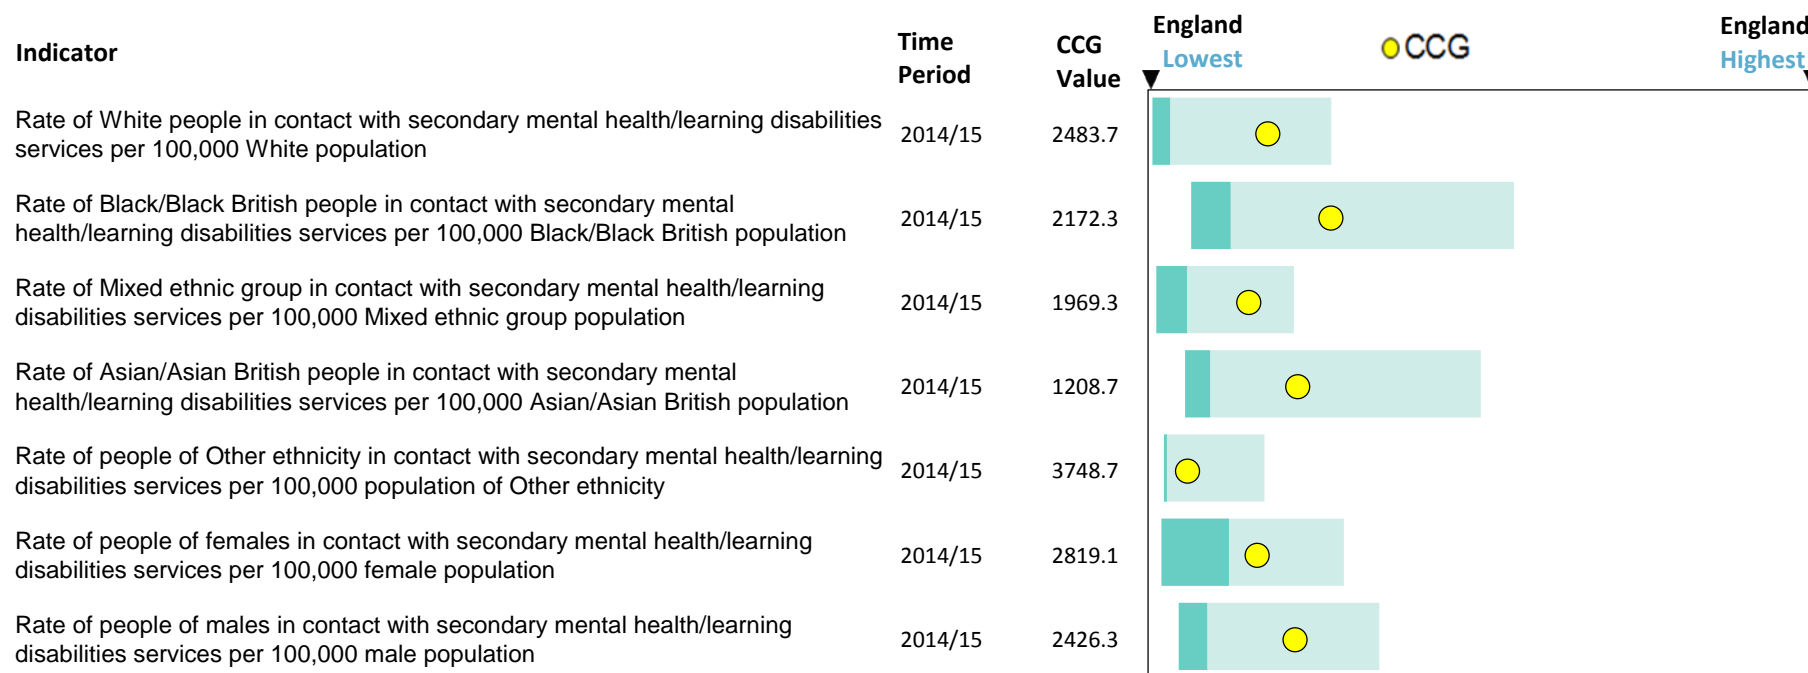 Indicator
Time
Period
CCG
Value
England
Lowest
CCG
England
Highest
Rate of White people in contact with secondary mental health/learning disabilities
services per 100,000 White population
2014/15
2483.7
Rate of Black/Black British people in contact with secondary mental
health/learning disabilities services per 100,000 Black/Black British population
2014/15
2172.3
Rate of Mixed ethnic group in contact with secondary mental health/learning
disabilities services per 100,000 Mixed ethnic group population
2014/15
1969.3
Rate of Asian/Asian British people in contact with secondary mental
health/learning disabilities services per 100,000 Asian/Asian British population
2014/15
1208.7
Rate of people of Other ethnicity in contact with secondary mental health/learning
disabilities services per 100,000 population of Other ethnicity
2014/15
3748.7
Rate of people of females in contact with secondary mental health/learning
disabilities services per 100,000 female population
2014/15
2819.1
Rate of people of males in contact with secondary mental health/learning
disabilities services per 100,000 male population
2014/15
2426.3